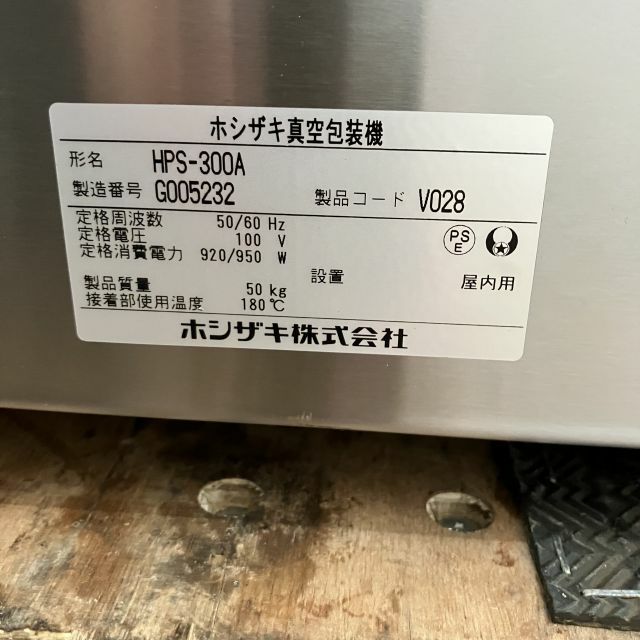 ホシザキ真空包装機
形名 HPS-300A
製造番号 G005232 製品コード V028
定格周波数 50/60 Hz
定格電圧 100 V
定格消費電力 920/950 W
PS
E
設置 屋内用
製品質量 50 kg
接着部使用温度 180℃
ホシザキ株式会社